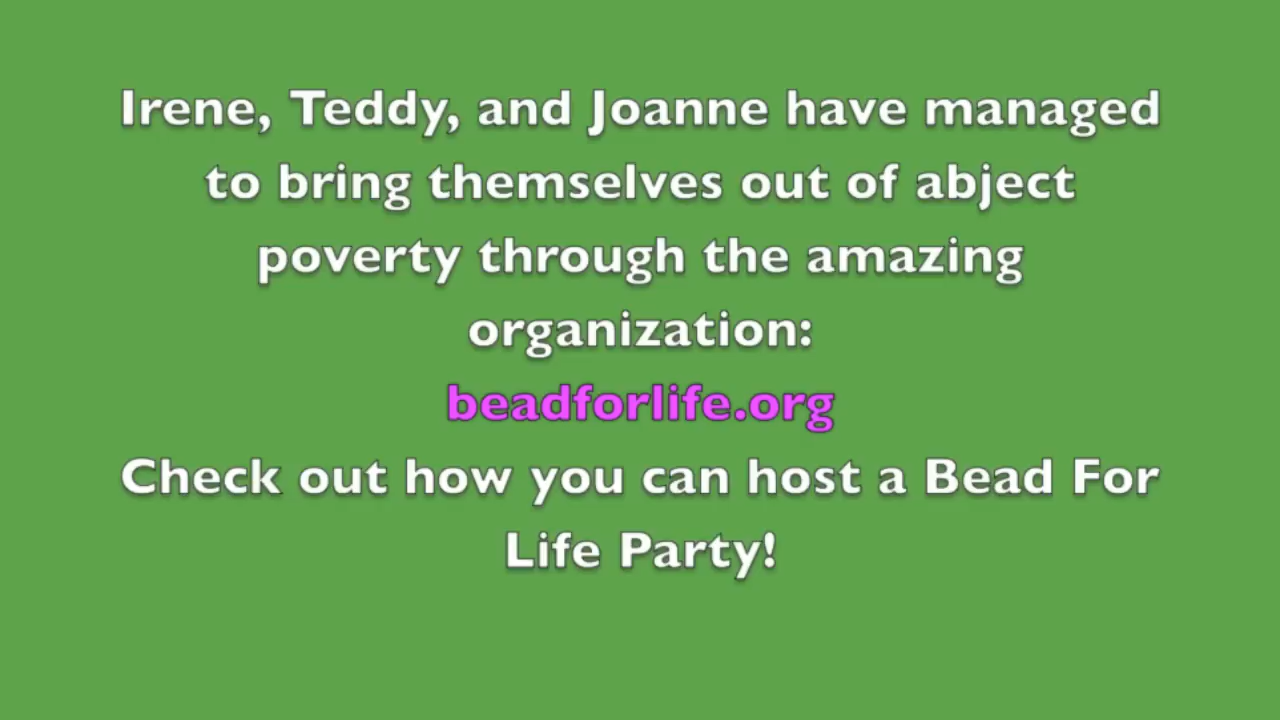 Irene, Teddy, and Joanne have managed
to bring themselves out of abject
poverty through the amazing
organization:
beadforlife.org
Check out how you can host a Bead For
Life Party!